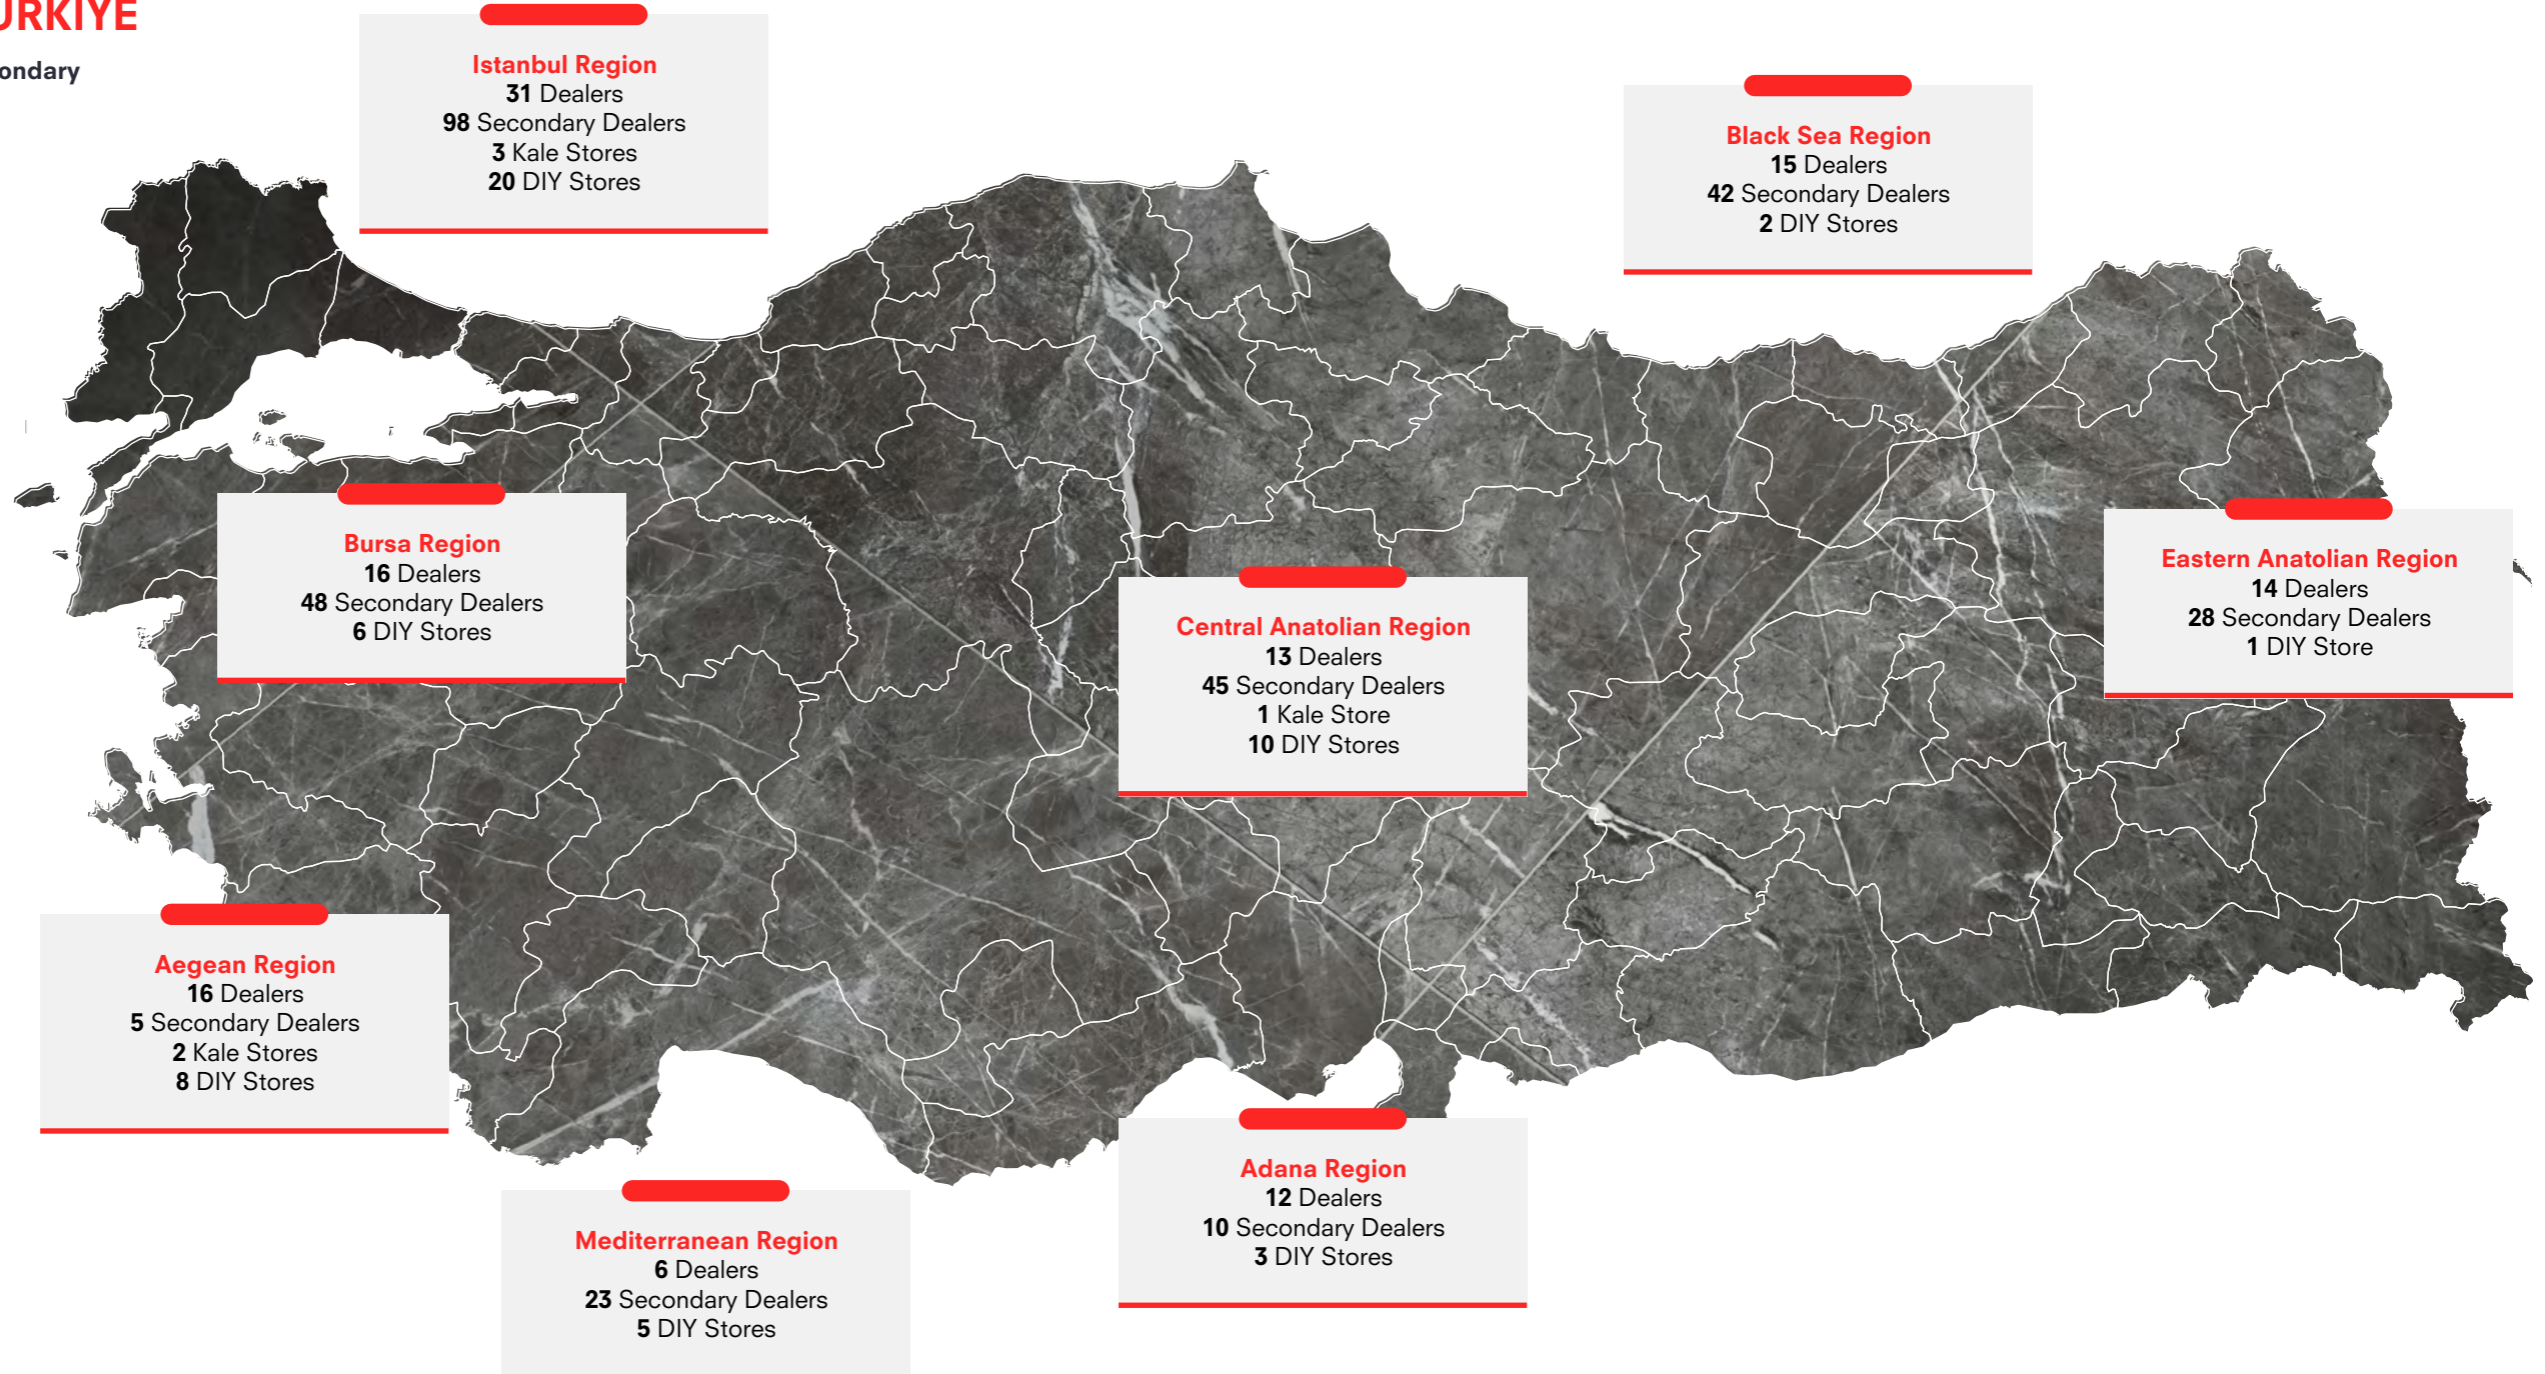 Istanbul Region
31 Dealers
98 Secondary Dealers
3 Kale Stores
20 DIY Stores
Black Sea Region
15 Dealers
42 Secondary Dealers
2 DIY Stores
Bursa Region
16 Dealers
48 Secondary Dealers
6 DIY Stores
Central Anatolian Region
13 Dealers
45 Secondary Dealers
1 Kale Store
10 DIY Stores
Eastern Anatolian Region
14 Dealers
28 Secondary Dealers
1 DIY Store
Aegean Region
16 Dealers
5 Secondary Dealers
2 Kale Stores
8 DIY Stores
Mediterranean Region
6 Dealers
23 Secondary Dealers
5 DIY Stores
Adana Region
12 Dealers
10 Secondary Dealers
3 DIY Stores